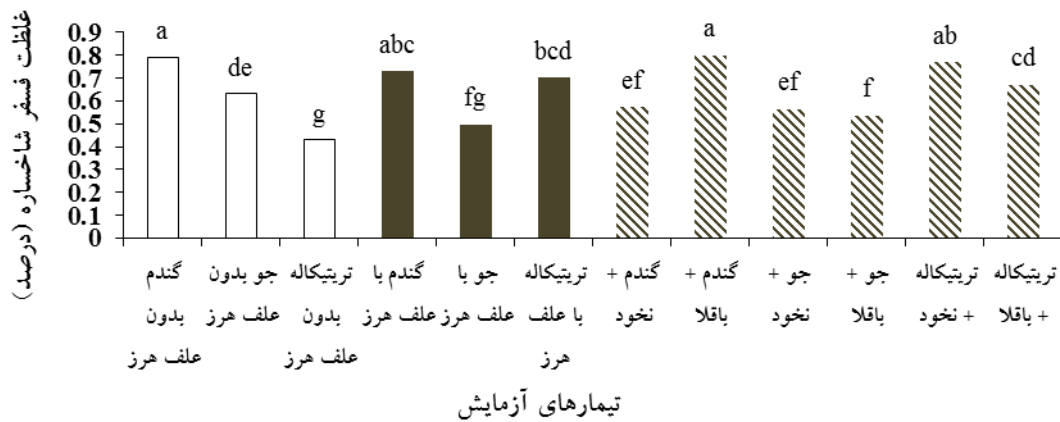 غلظت فسفر شاخساره (درصد)
0.9
0.8
0.7
0.6
0.5
0.4
0.3
0.2
0.1
0
a
de
g
abc
fg
bcd
ef
a
ef
f
ab
cd
گندم
بدون
علف هرز
جو بدون
علف هرز
تریتیکاله
بدون
علف هرز
گندم با
علف هرز
جو با
علف هرز
تریتیکاله
با علف
هرز
گندم +
نخود
گندم +
باقلا
جو +
نخود
جو +
باقلا
تریتیکاله
+ نخود
تریتیکاله
+ باقلا
تیمارهای آزمایش